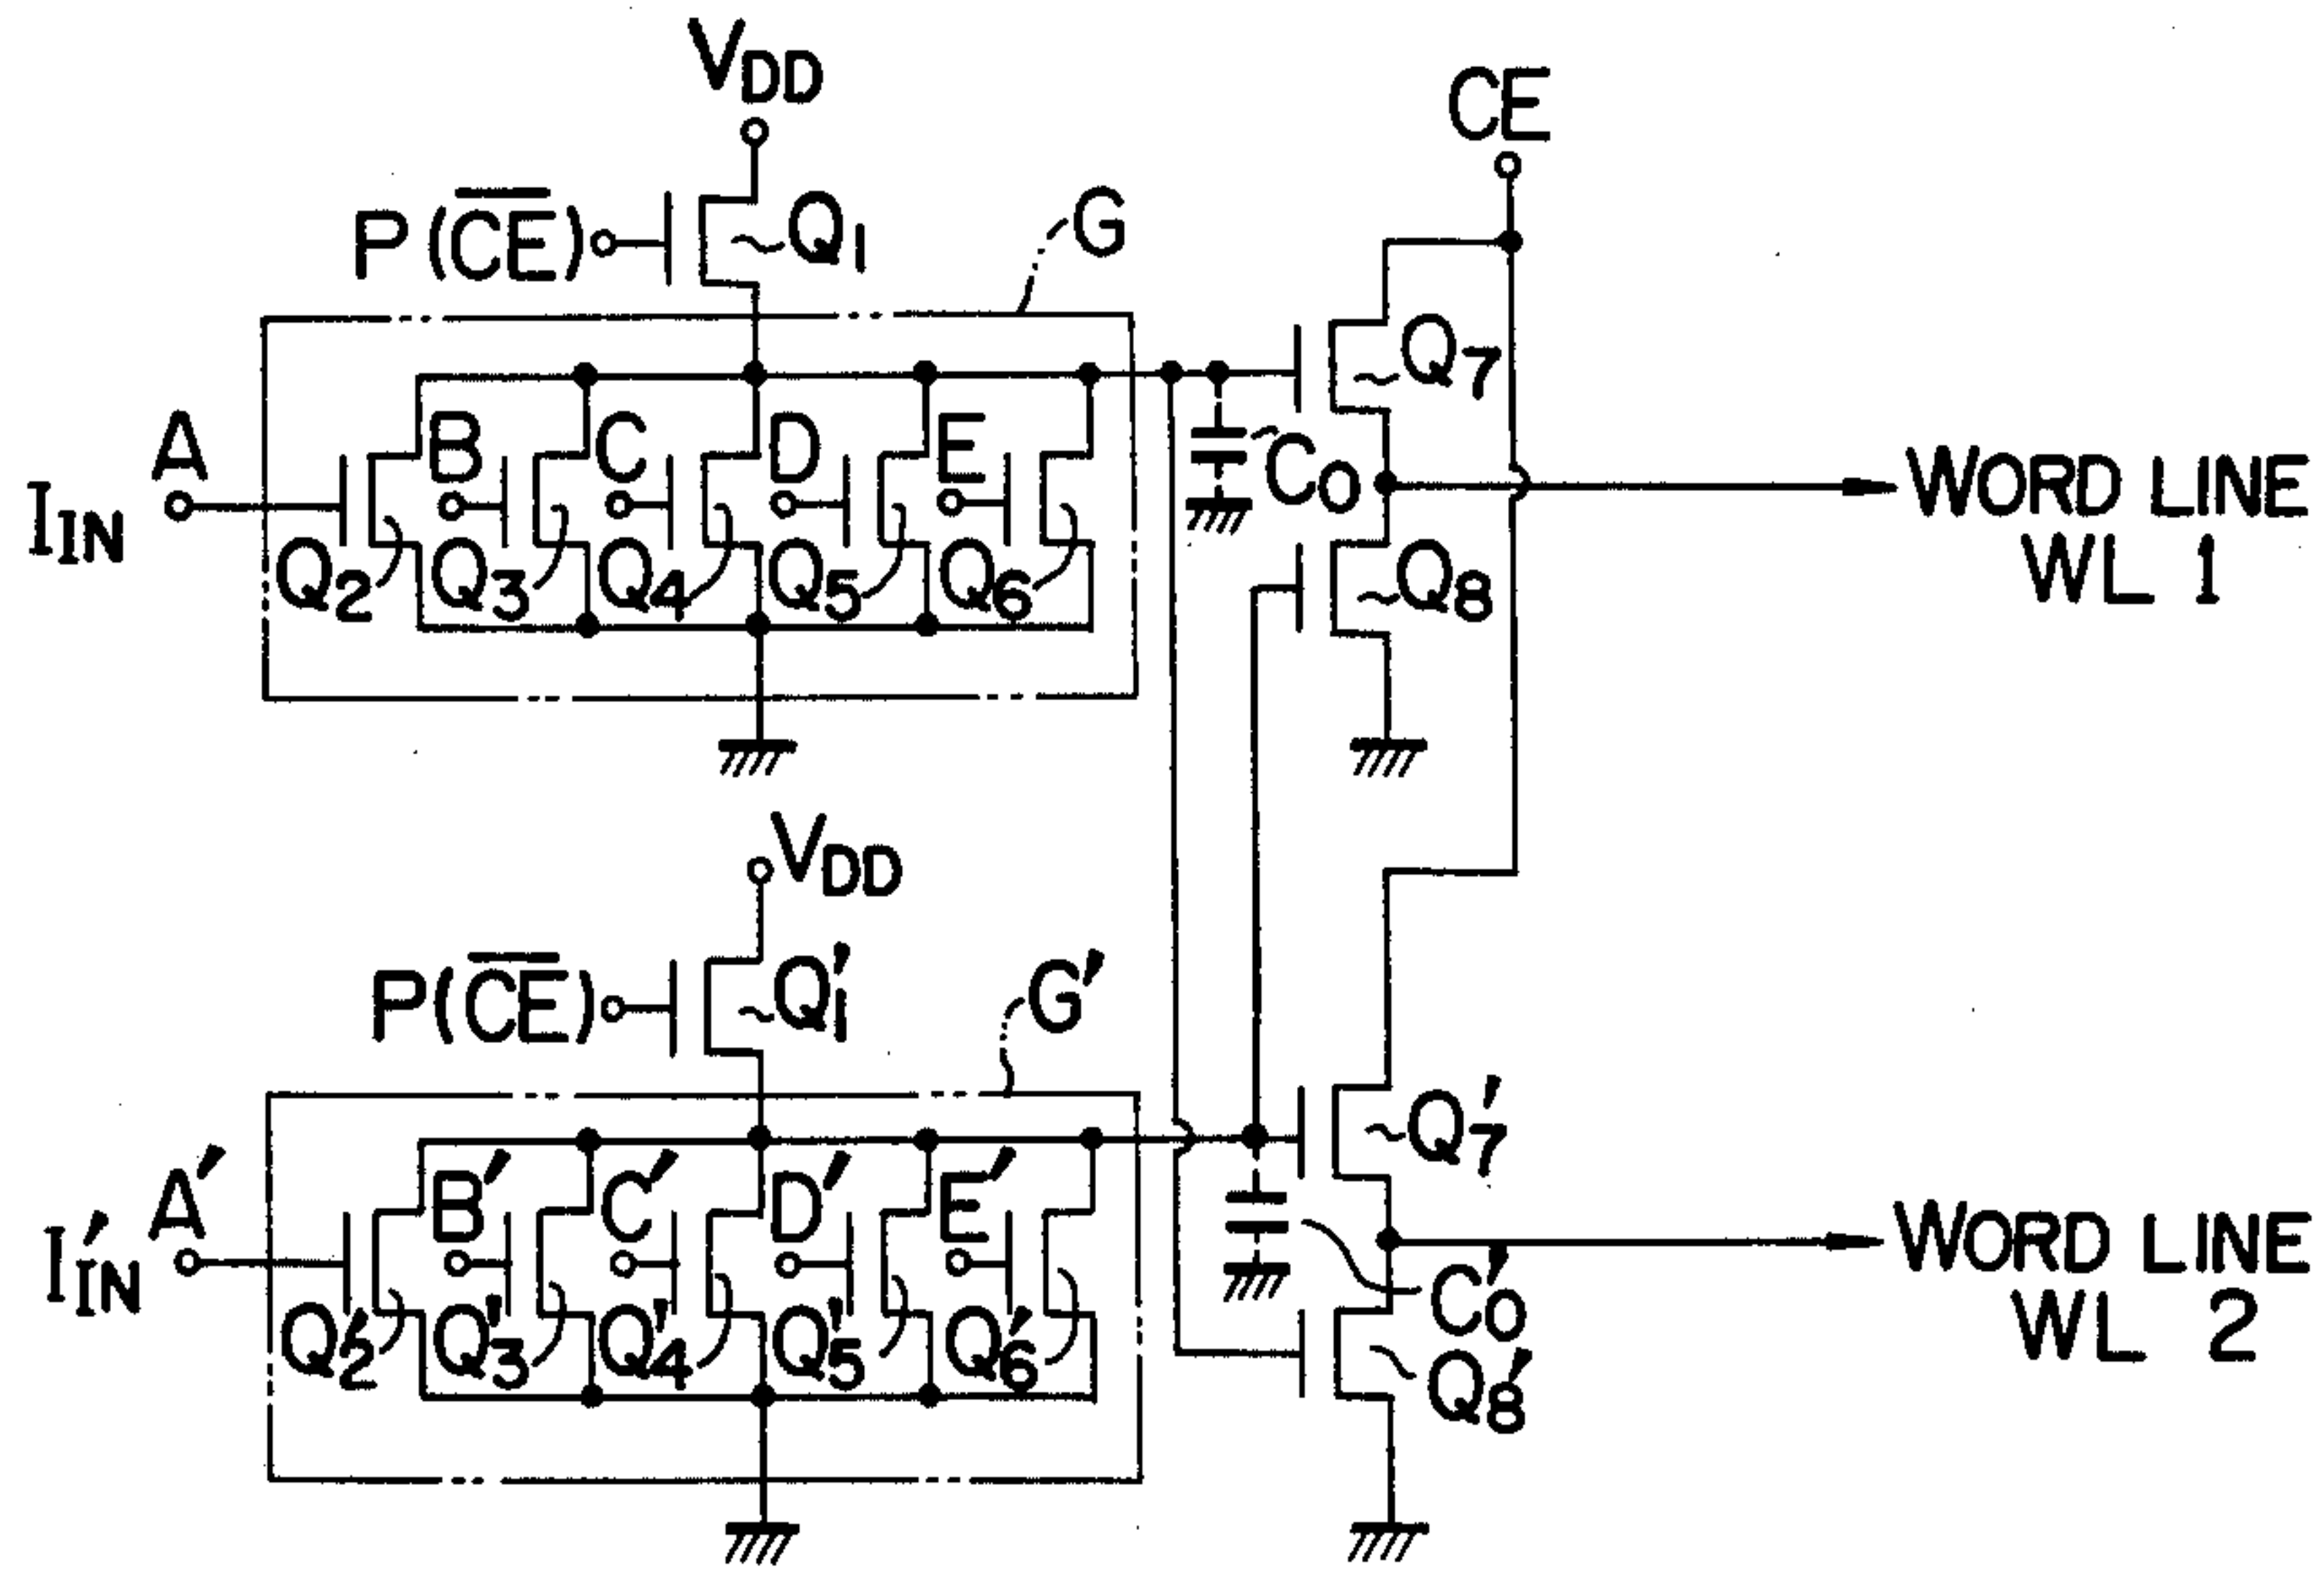 VDD
CE
P(CE)
Q1
G
Q7
A
B
C
D
E
IIN
C0
WORD LINE
WL 1
Q2
Q3
Q4
Q5
Q6
Q8
VDD
P(CE)
Q'1
G'
Q'7
A'
B'
C'
D'
E'
I'IN
WORD LINE
WL 2
C'0
Q'2
Q'3
Q'4
Q'5
Q'6
Q'8